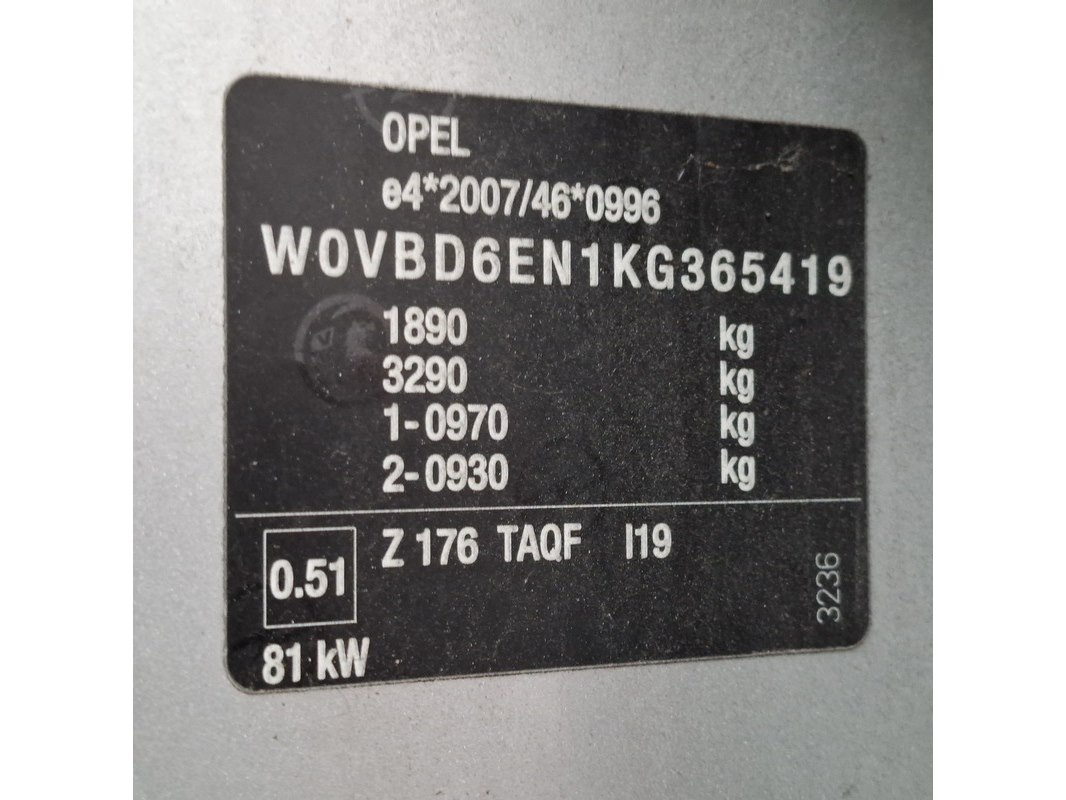 OPEL
e4*2007/46*0996
W0VBD6EN1KG365419
1890 kg
3290 kg
1-0970 kg
2-0930 kg
0.51 Z 176 TAQF I19
81 kW
3236